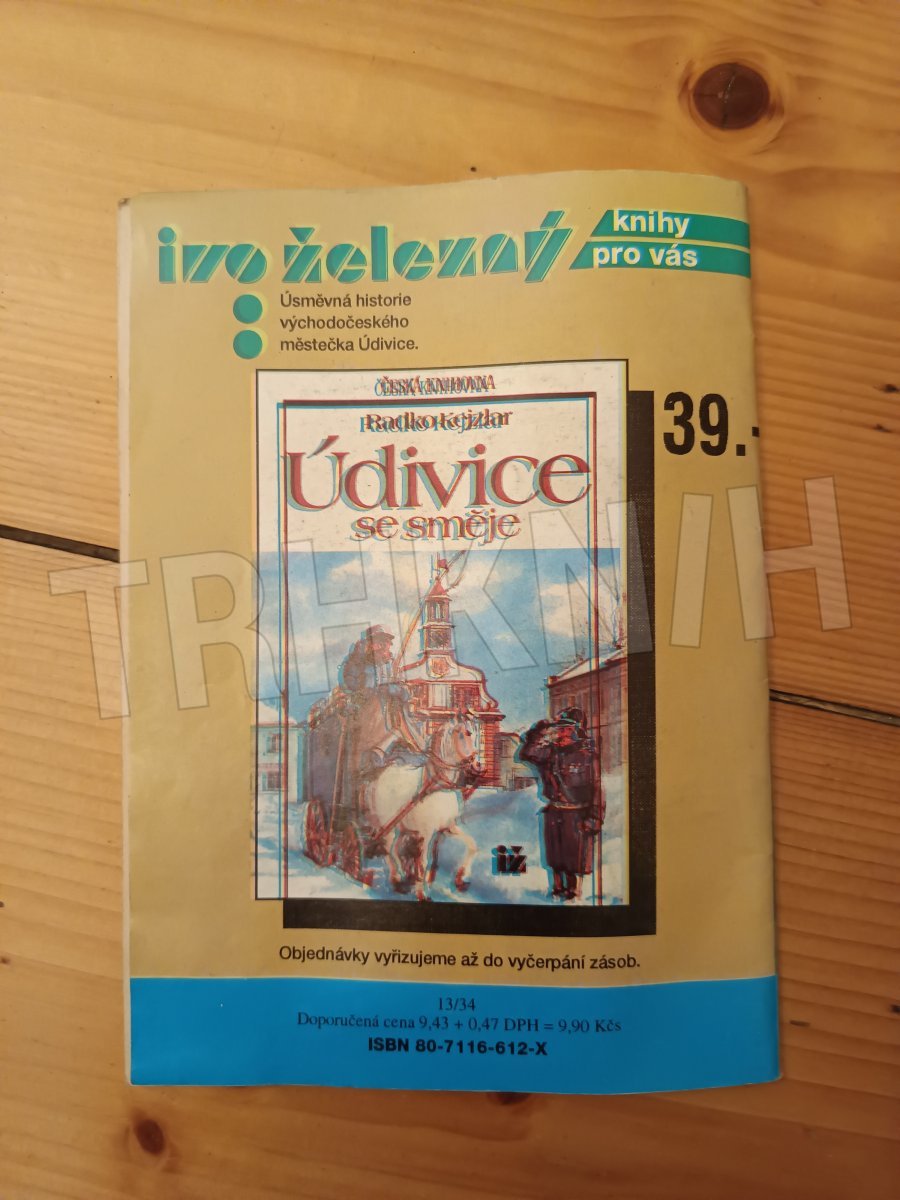 ivo železný
knihy
pro vás
Úsměvná historie
východočeského
městečka Údivice.
ČESKÁ KNIHOVNA
Radko Kejzlar
Údivice
se směje
39.-
iž
TRHKNIH
Objednávky vyřizujeme až do vyčerpání zásob.
13/34
Doporučená cena 9,43 + 0,47 DPH = 9,90 Kčs
ISBN 80-7116-612-X